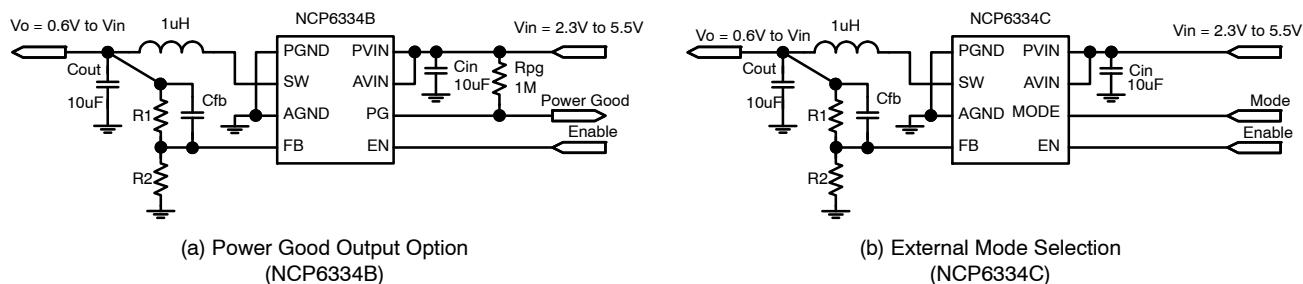 Vo = 0.6V to Vin
1uH
NCP6334B
Vin = 2.3V to 5.5V
PGND
PVIN
Cout
10uF
SW
AVIN
Cin
10uF
Rpg
1M
Cfb
R1
AGND
PG
Power Good
Enable
FB
EN
R2
(a) Power Good Output Option
(NCP6334B)
Vo = 0.6V to Vin
1uH
NCP6334C
Vin = 2.3V to 5.5V
PGND
PVIN
Cout
10uF
SW
AVIN
Cin
10uF
Cfb
R1
AGND
MODE
Mode
Enable
FB
EN
R2
(b) External Mode Selection
(NCP6334C)